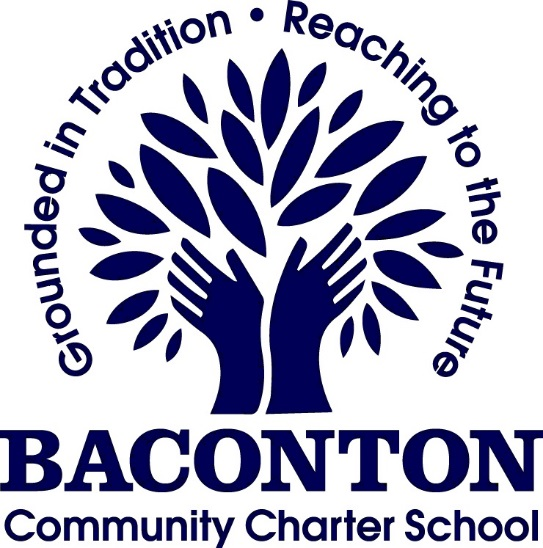 Grounded in Tradition • Reaching to the Future
BACONTON
Community Charter School